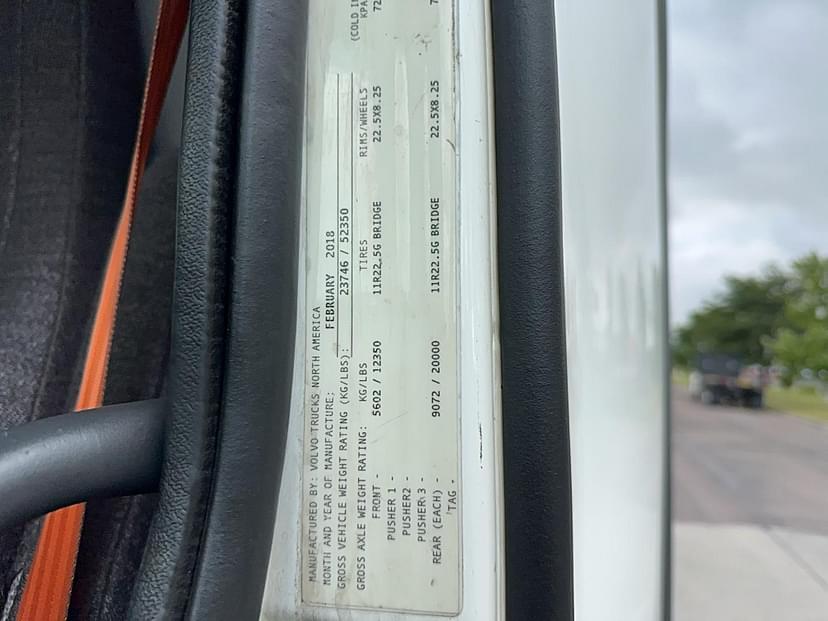 MANUFACTURED BY: VOLVO TRUCKS NORTH AMERICA
MONTH AND YEAR OF MANUFACTURE: FEBRUARY 2018
GROSS VEHICLE WEIGHT RATING (KG/LBS): 23746 / 52350
GROSS AXLE WEIGHT RATING: KG/LBS TIRES RIMS/WHEELS (COLD KPA
FRONT - 5602 / 12350 11R22.5G BRIDGE 22.5X8.25 72
PUSHER 1 -
PUSHER2 -
PUSHER 3 -
REAR (EACH) - 9072 / 20000 11R22.5G BRIDGE 22.5X8.25
TAG -